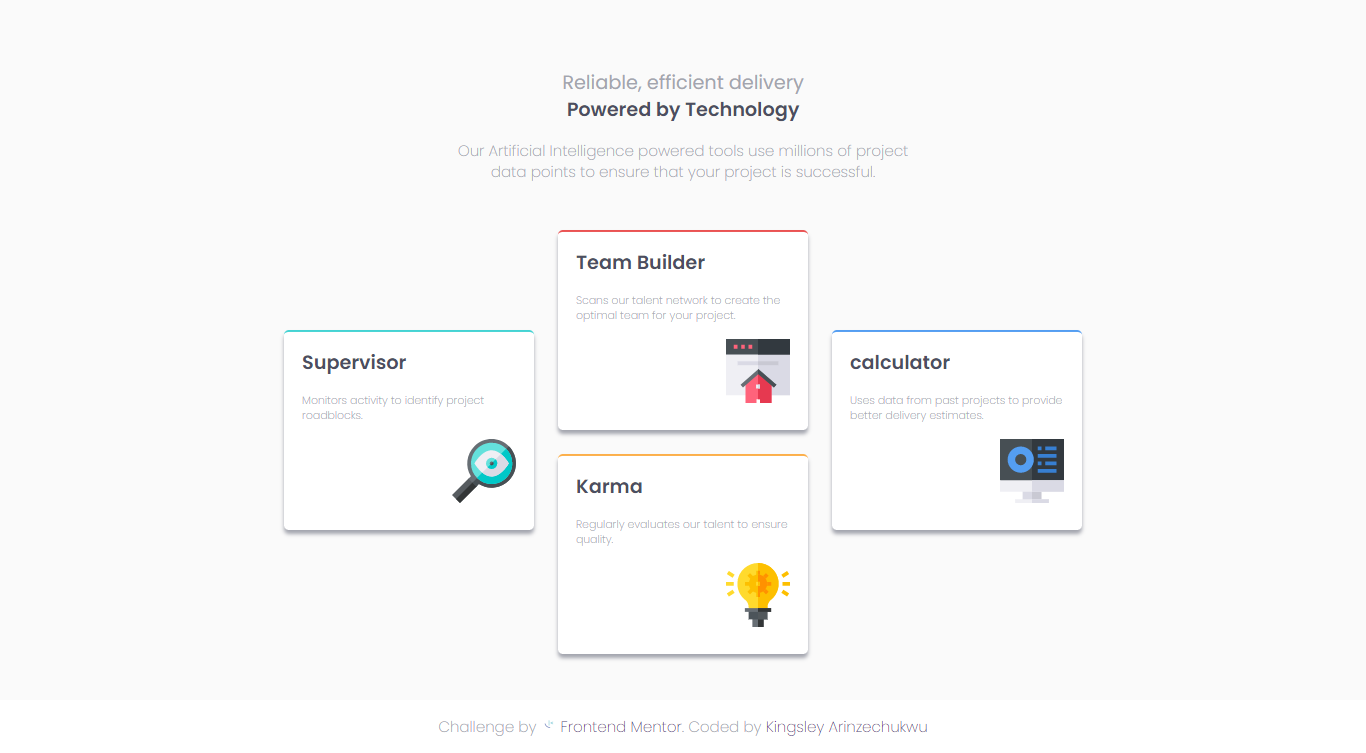 Reliable, efficient delivery
Powered by Technology
Our Artificial Intelligence powered tools use millions of project
data points to ensure that your project is successful.
Team Builder
Scans our talent network to create the
optimal team for your project.
Supervisor
Monitors activity to identify project
roadblocks.
calculator
Uses data from past projects to provide
better delivery estimates.
Karma
Regularly evaluates our talent to ensure
quality.
Challenge by Frontend Mentor. Coded by Kingsley Arinzechukwu